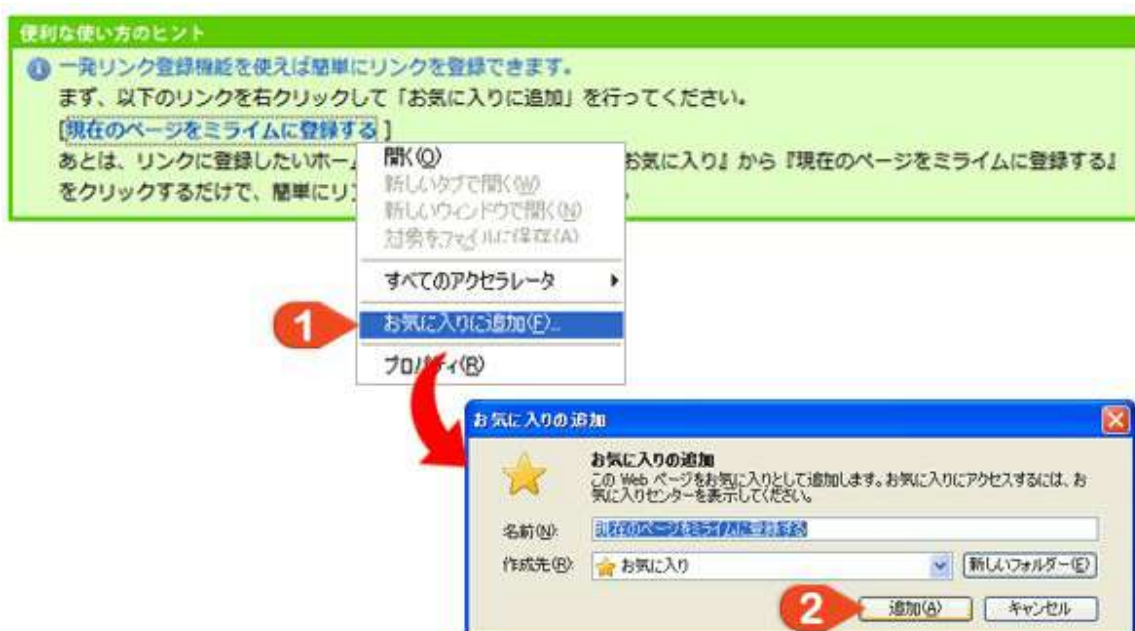 便利な使い方のヒント
一発リンク登録機能を使えば簡単にリンクを登録できます。
まず、以下のリンクを右クリックして「お気に入りに追加」を行ってください。
[現在のページをミライムに登録する ]
あとは、リンクに登録したいホーム お気に入り』から『現在のページをミライムに登録する』
をクリックするだけで、簡単にリン 。
開く(O)
新しいタブで開く(W)
新しいウィンドウで開く(N)
対象をファイルに保存(A)
すべてのアクセラレータ
1
お気に入りに追加(F)...
プロパティ(R)
お気に入りの追加
お気に入りの追加
この Web ページをお気に入りとして追加します。お気に入りにアクセスするには、お
気に入りセンターを表示してください。
名前(N):
現在のページをミライムに登録する
作成先(R):
お気に入り
新しいフォルダー(E)
2
追加(A)
キャンセル